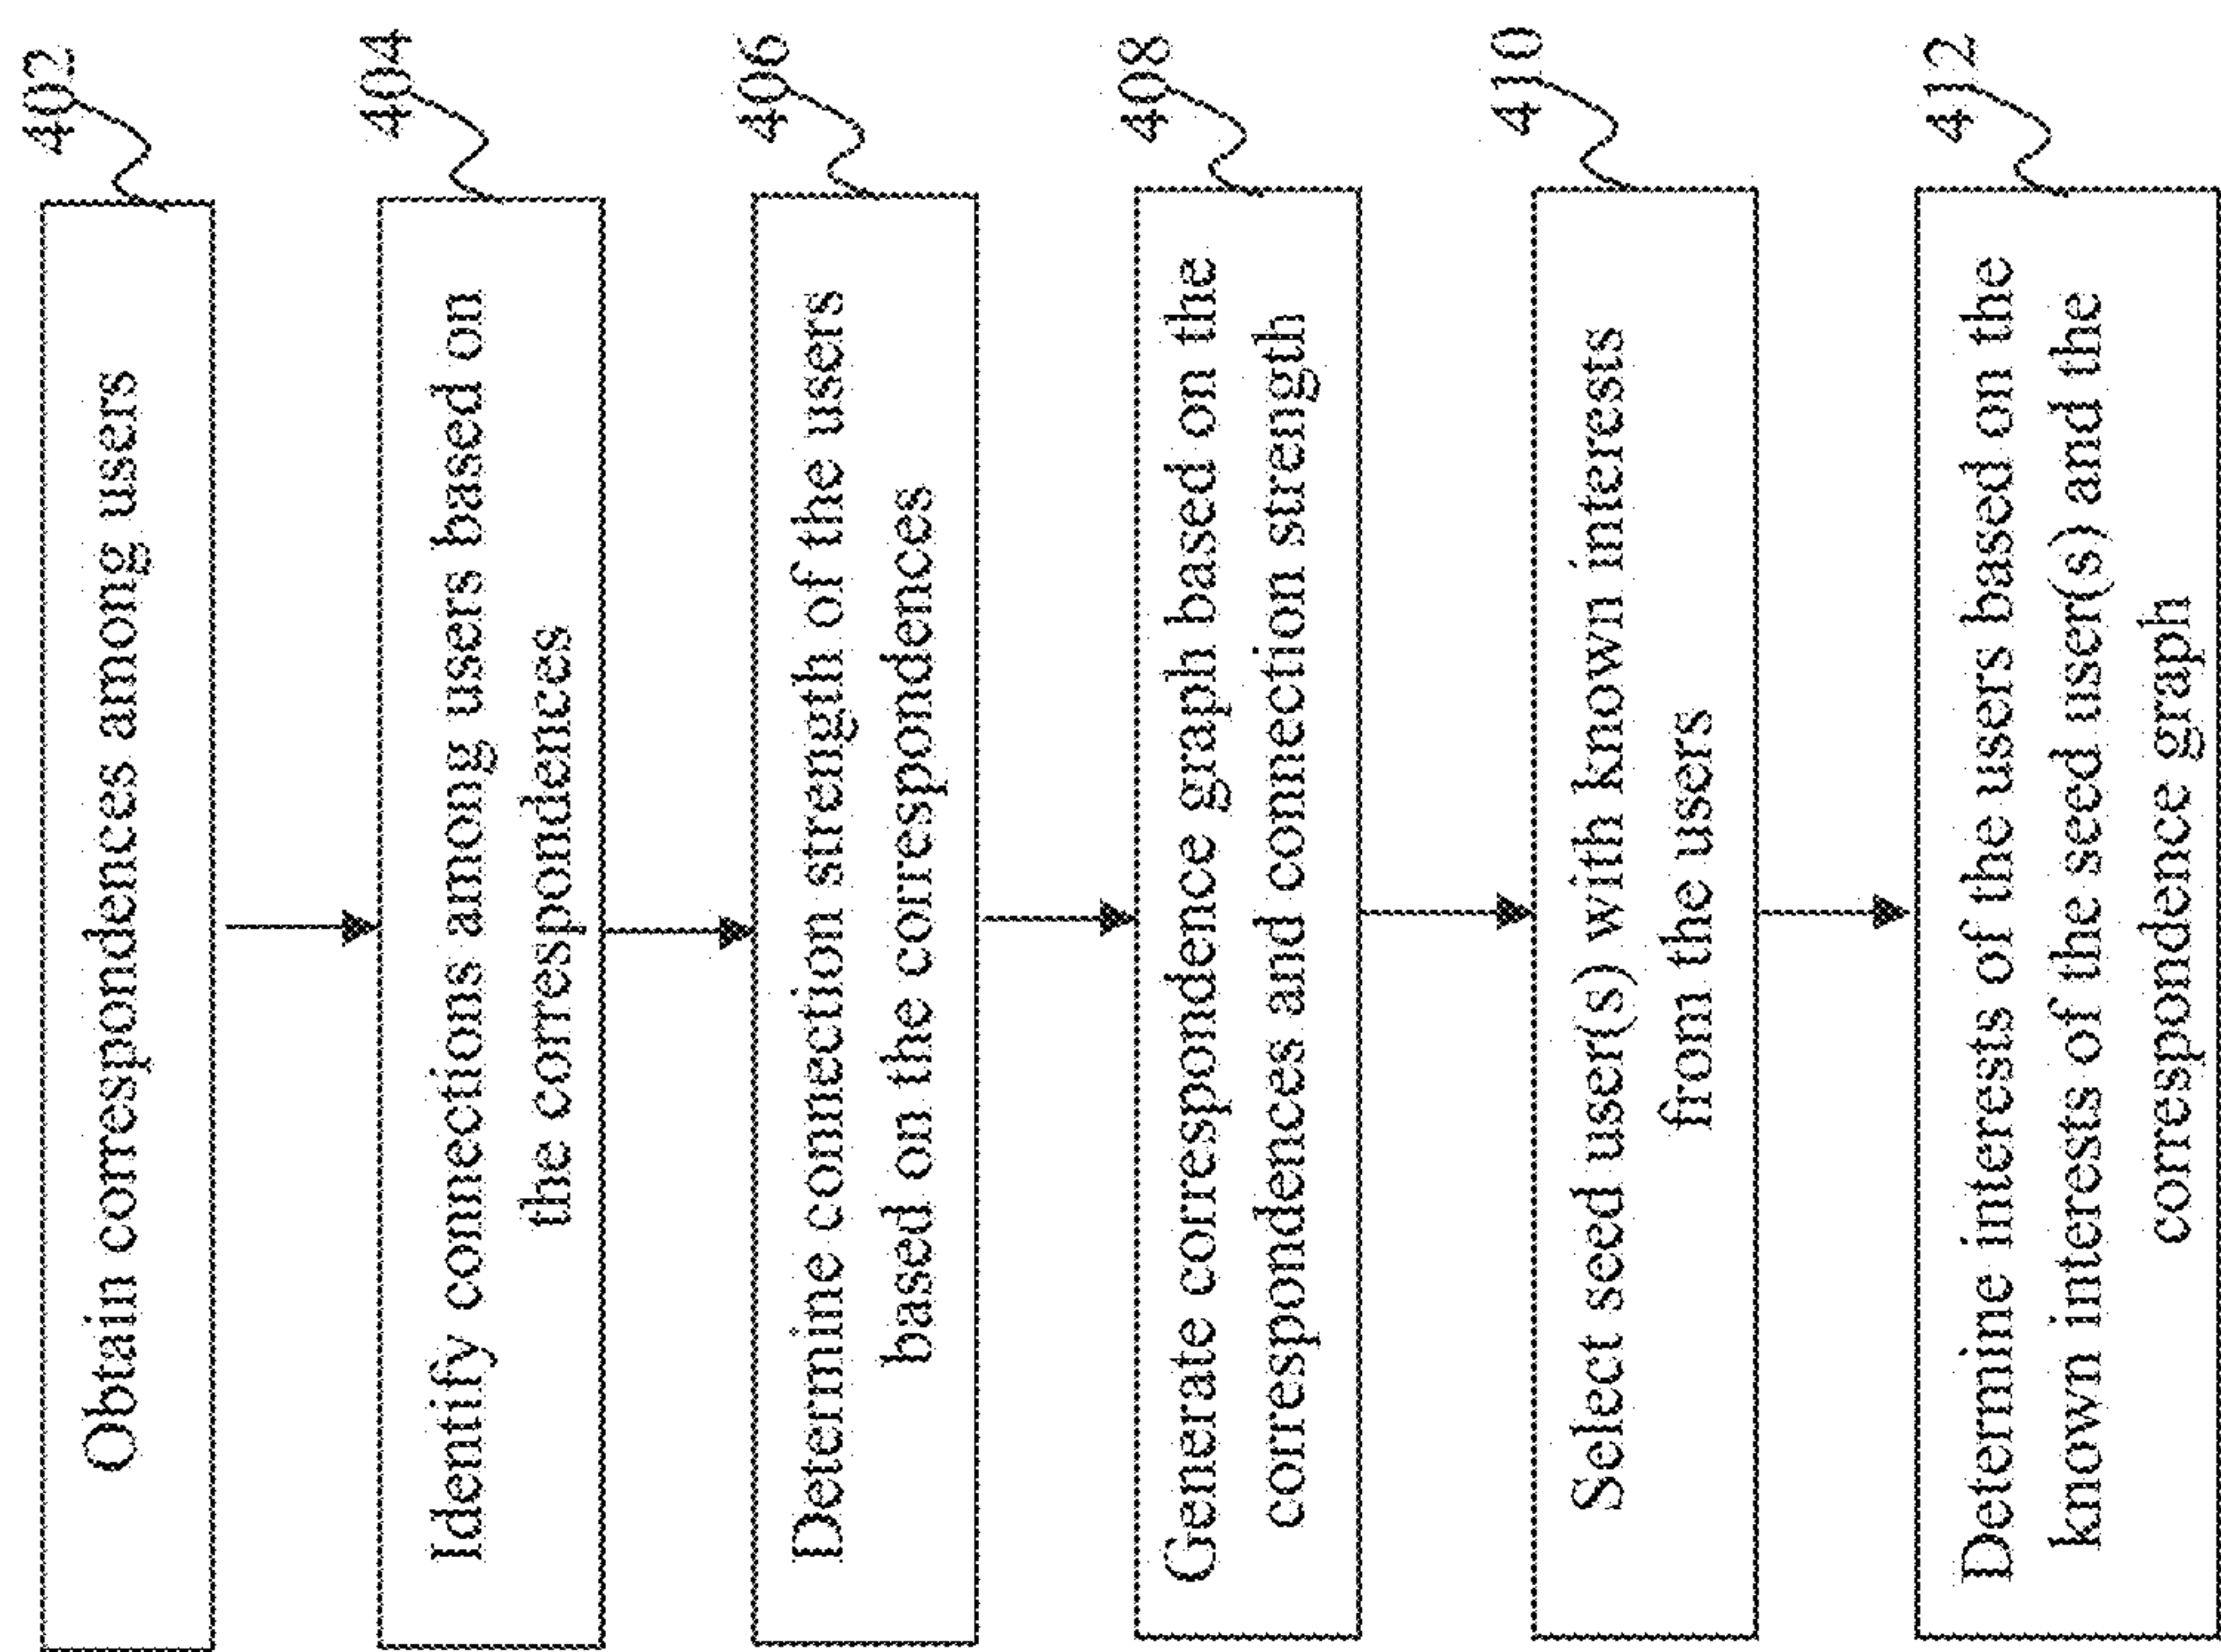 402
Obtain correspondences among users
404
Identify connections among users based on
the correspondences
406
Determine connection strength of the users
based on the correspondences
408
Generate correspondence graph based on the
correspondences and connection strength
410
Select seed user(s) with known interests
from the users
412
Determine interests of the users based on the
known interests of the seed user(s) and the
correspondence graph